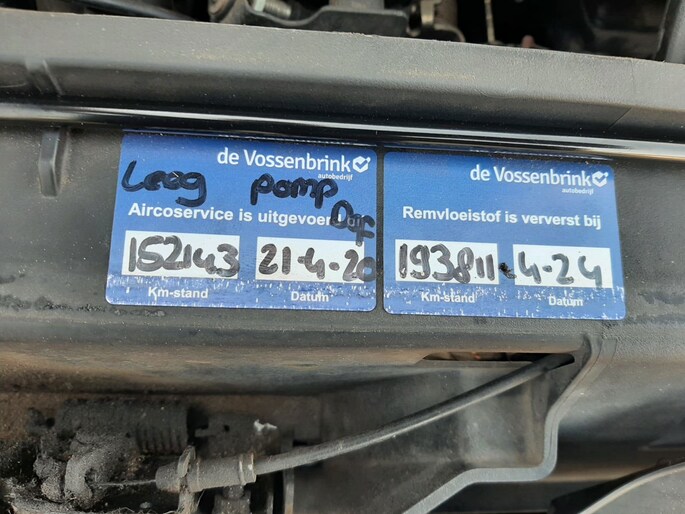 de Vossenbrink
autobedrijf
Laag pomp
Aircoservice is uitgevoerd bij
Daf
152143 21-4-20
Km-stand Datum
de Vossenbrink
autobedrijf
Remvloeistof is ververst bij
193811 4-24
Km-stand Datum